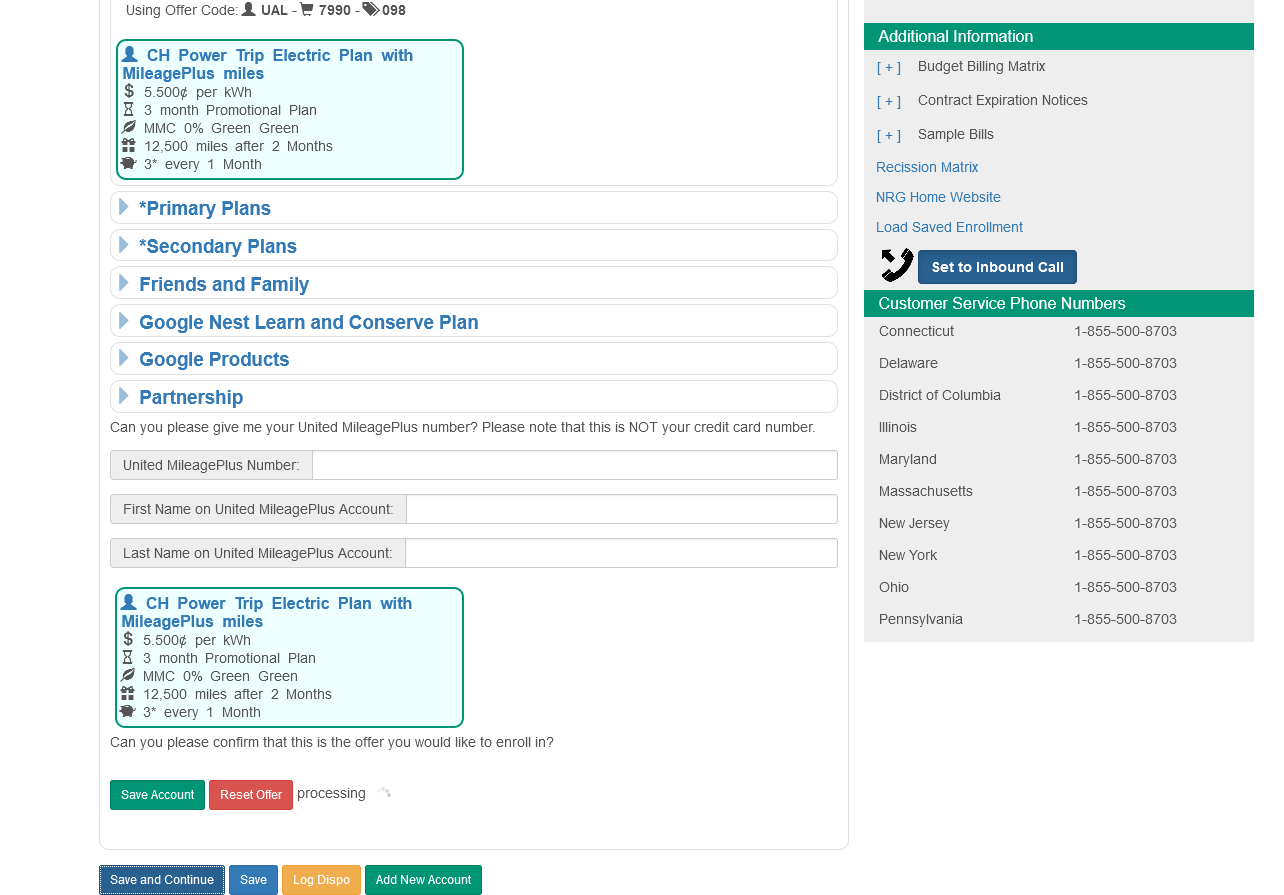 Using Offer Code: UAL - 7990 - 098
CH Power Trip Electric Plan with
MileagePlus miles
5.500¢ per kWh
3 month Promotional Plan
MMC 0% Green Green
12,500 miles after 2 Months
3* every 1 Month
*Primary Plans
*Secondary Plans
Friends and Family
Google Nest Learn and Conserve Plan
Google Products
Partnership
Can you please give me your United MileagePlus number? Please note that this is NOT your credit card number.
United MileagePlus Number:
First Name on United MileagePlus Account:
Last Name on United MileagePlus Account:
CH Power Trip Electric Plan with
MileagePlus miles
$ 5.500¢ per kWh
3 month Promotional Plan
MMC 0% Green Green
12,500 miles after 2 Months
3* every 1 Month
Can you please confirm that this is the offer you would like to enroll in?
Save Account Reset Offer processing
Save and Continue Save Log Dispo Add New Account
Additional Information
[ + ] Budget Billing Matrix
[ + ] Contract Expiration Notices
[ + ] Sample Bills
Recission Matrix
NRG Home Website
Load Saved Enrollment
Set to Inbound Call
Customer Service Phone Numbers
Connecticut 1-855-500-8703
Delaware 1-855-500-8703
District of Columbia 1-855-500-8703
Illinois 1-855-500-8703
Maryland 1-855-500-8703
Massachusetts 1-855-500-8703
New Jersey 1-855-500-8703
New York 1-855-500-8703
Ohio 1-855-500-8703
Pennsylvania 1-855-500-8703